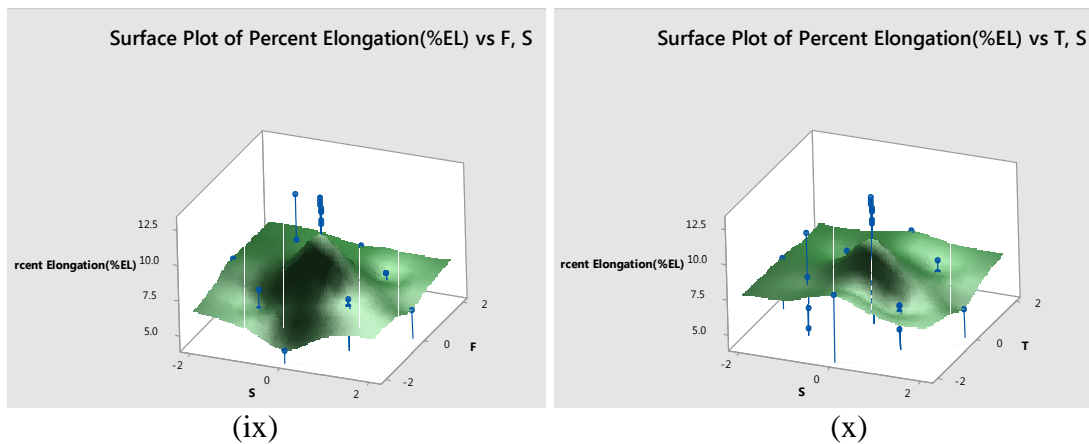 Surface Plot of Percent Elongation(%EL) vs F, S
12.5
rcent Elongation(%EL) 10.0
7.5
5.0
-2
0
2
S
-2
0
2
F
(ix)
Surface Plot of Percent Elongation(%EL) vs T, S
12.5
rcent Elongation(%EL) 10.0
7.5
5.0
-2
0
2
S
-2
0
2
T
(x)